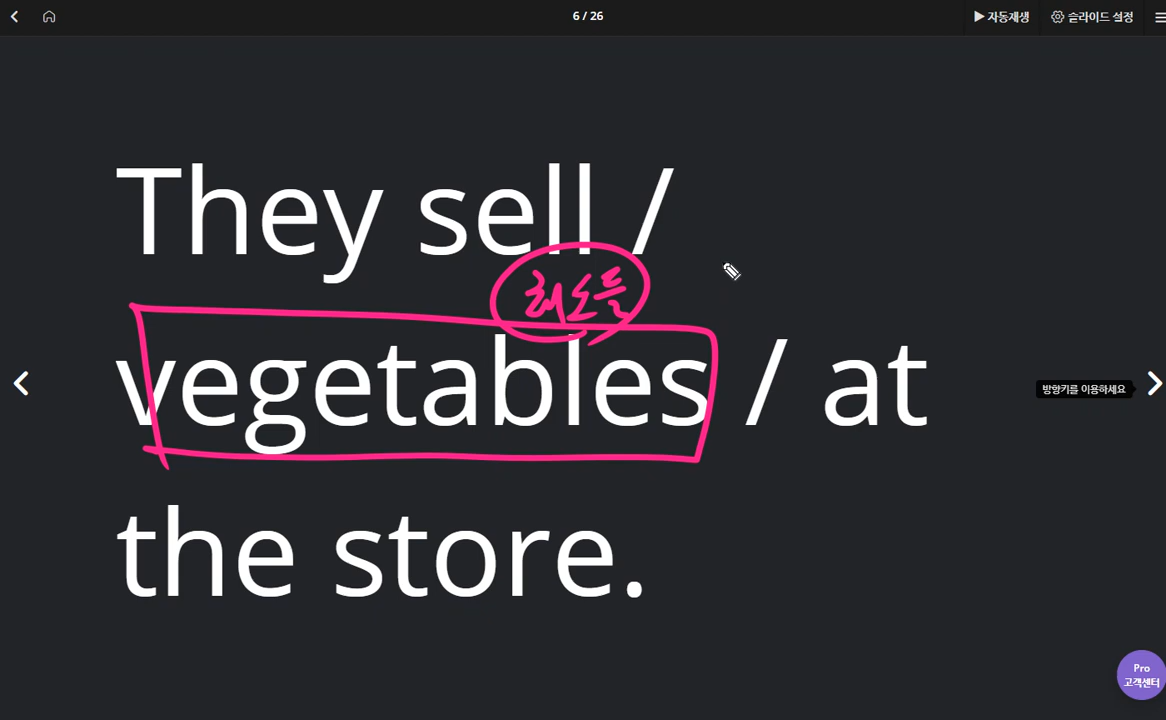 6 / 26
▶ 자동재생
슬라이드 설정
They sell /
채소들
vegetables / at
방향키를 이용하세요
the store.
Pro
고객센터